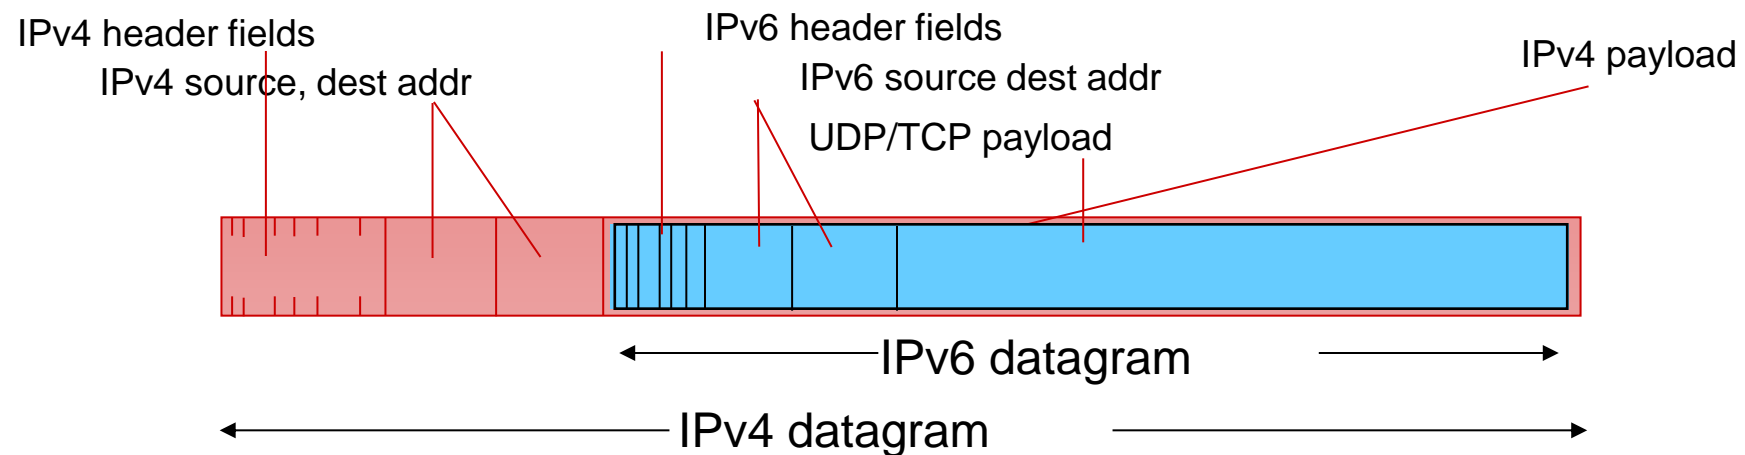 IPv4 header fields
IPv4 source, dest addr
IPv6 header fields
IPv6 source dest addr
UDP/TCP payload
IPv4 payload
IPv6 datagram
IPv4 datagram